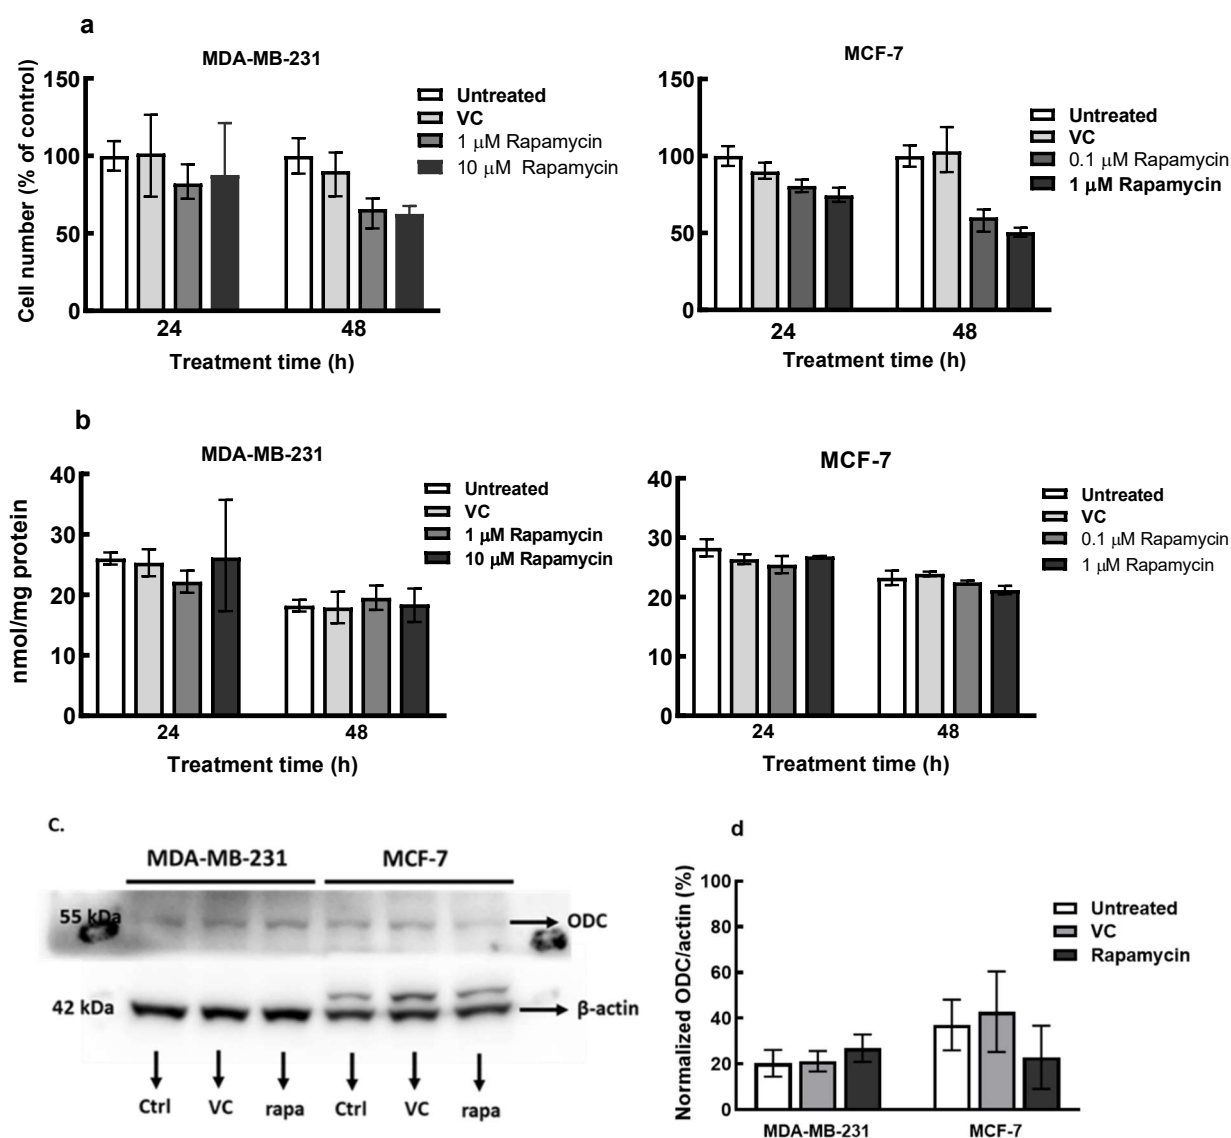 a
MDA-MB-231
Cell number (% of control)
150
100
50
0
24
48
Treatment time (h)
Untreated
VC
1 μM Rapamycin
10 μM Rapamycin
MCF-7
150
100
50
0
24
48
Treatment time (h)
Untreated
VC
0.1 μM Rapamycin
1 μM Rapamycin
b
MDA-MB-231
nmol/mg protein
40
30
20
10
0
24
48
Treatment time (h)
Untreated
VC
1 μM Rapamycin
10 μM Rapamycin
MCF-7
40
30
20
10
0
24
48
Treatment time (h)
Untreated
VC
0.1 μM Rapamycin
1 μM Rapamycin
c.
MDA-MB-231
MCF-7
55 kDa
ODC
42 kDa
β-actin
Ctrl
VC
rapa
Ctrl
VC
rapa
d
Normalized ODC/actin (%)
100
80
60
40
20
0
MDA-MB-231
MCF-7
Untreated
VC
Rapamycin